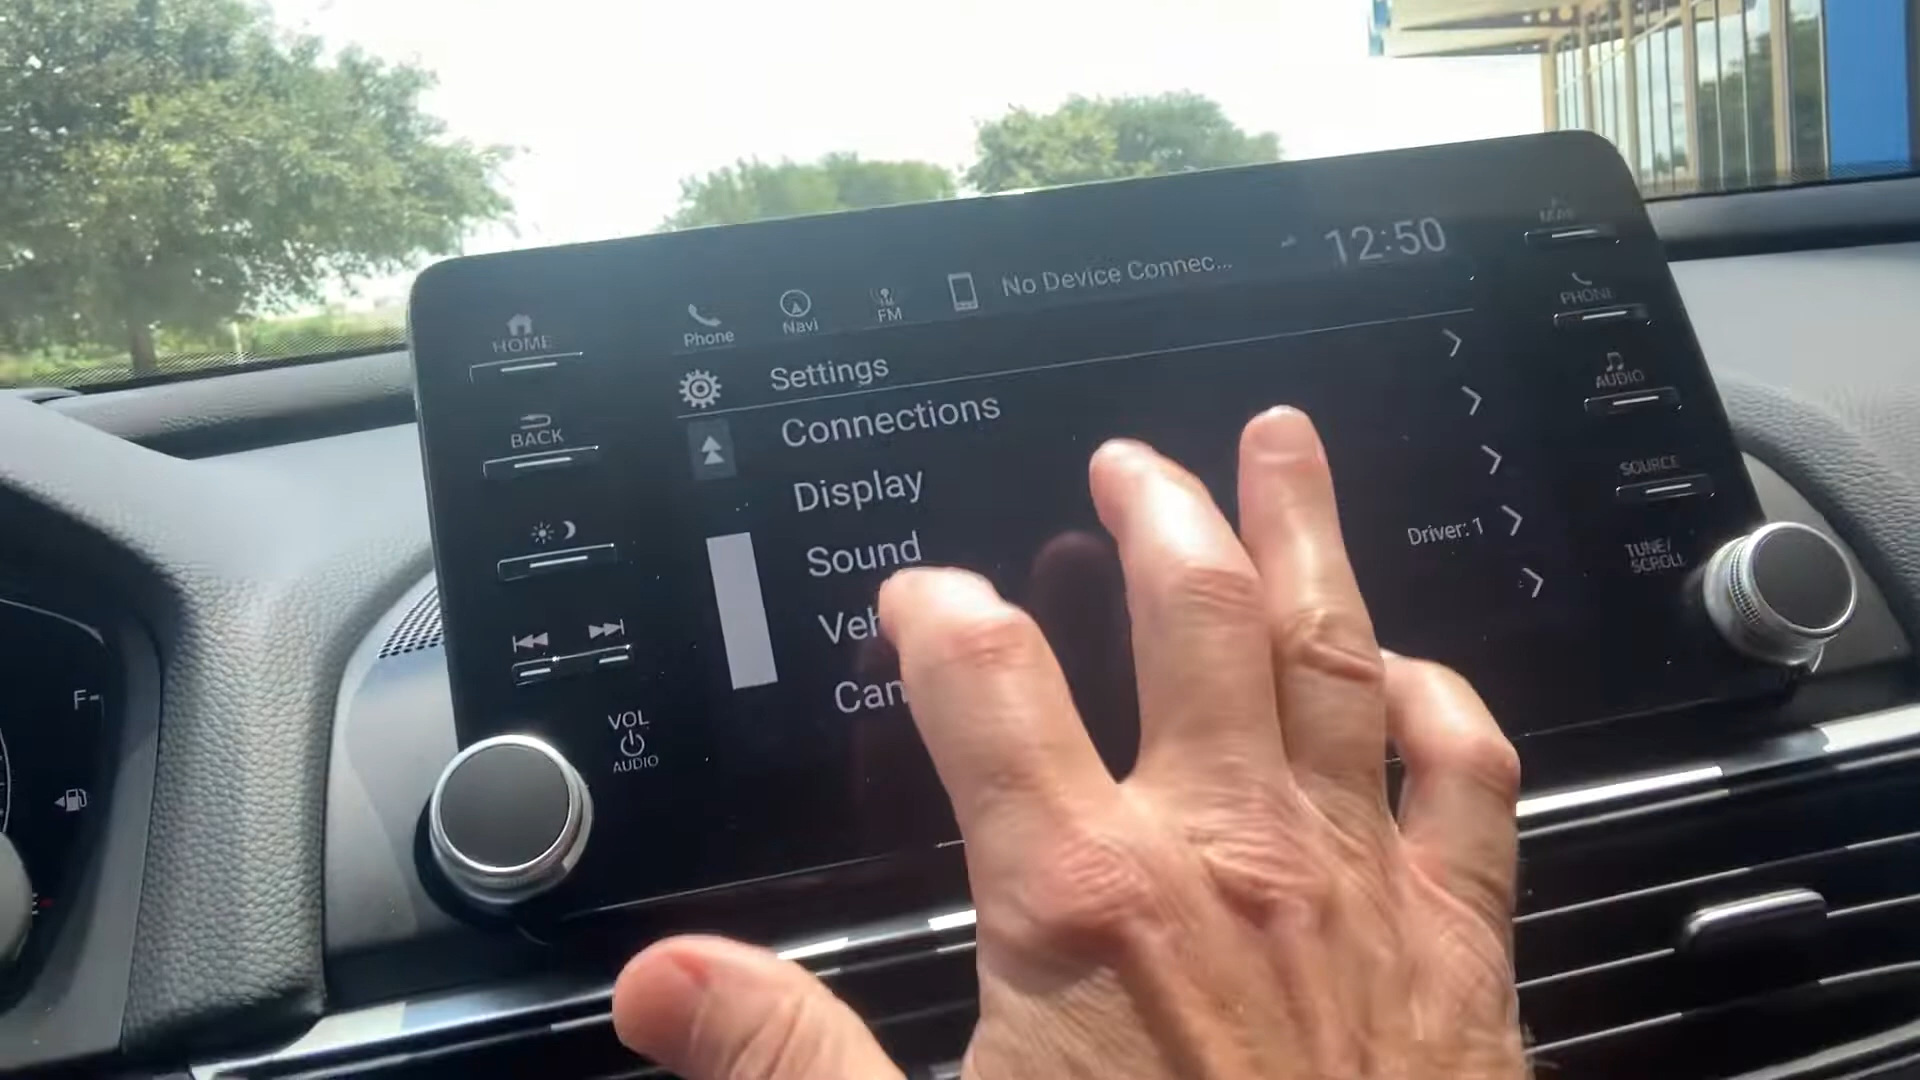 12:50
No Device Connec...
Phone
Navi
FM
HOME
BACK
VOL
AUDIO
Settings
Connections
Display
Sound
Veh
Driver: 1
Can
PHONE
AUDIO
SOURCE
TUNE/
SCROLL
F